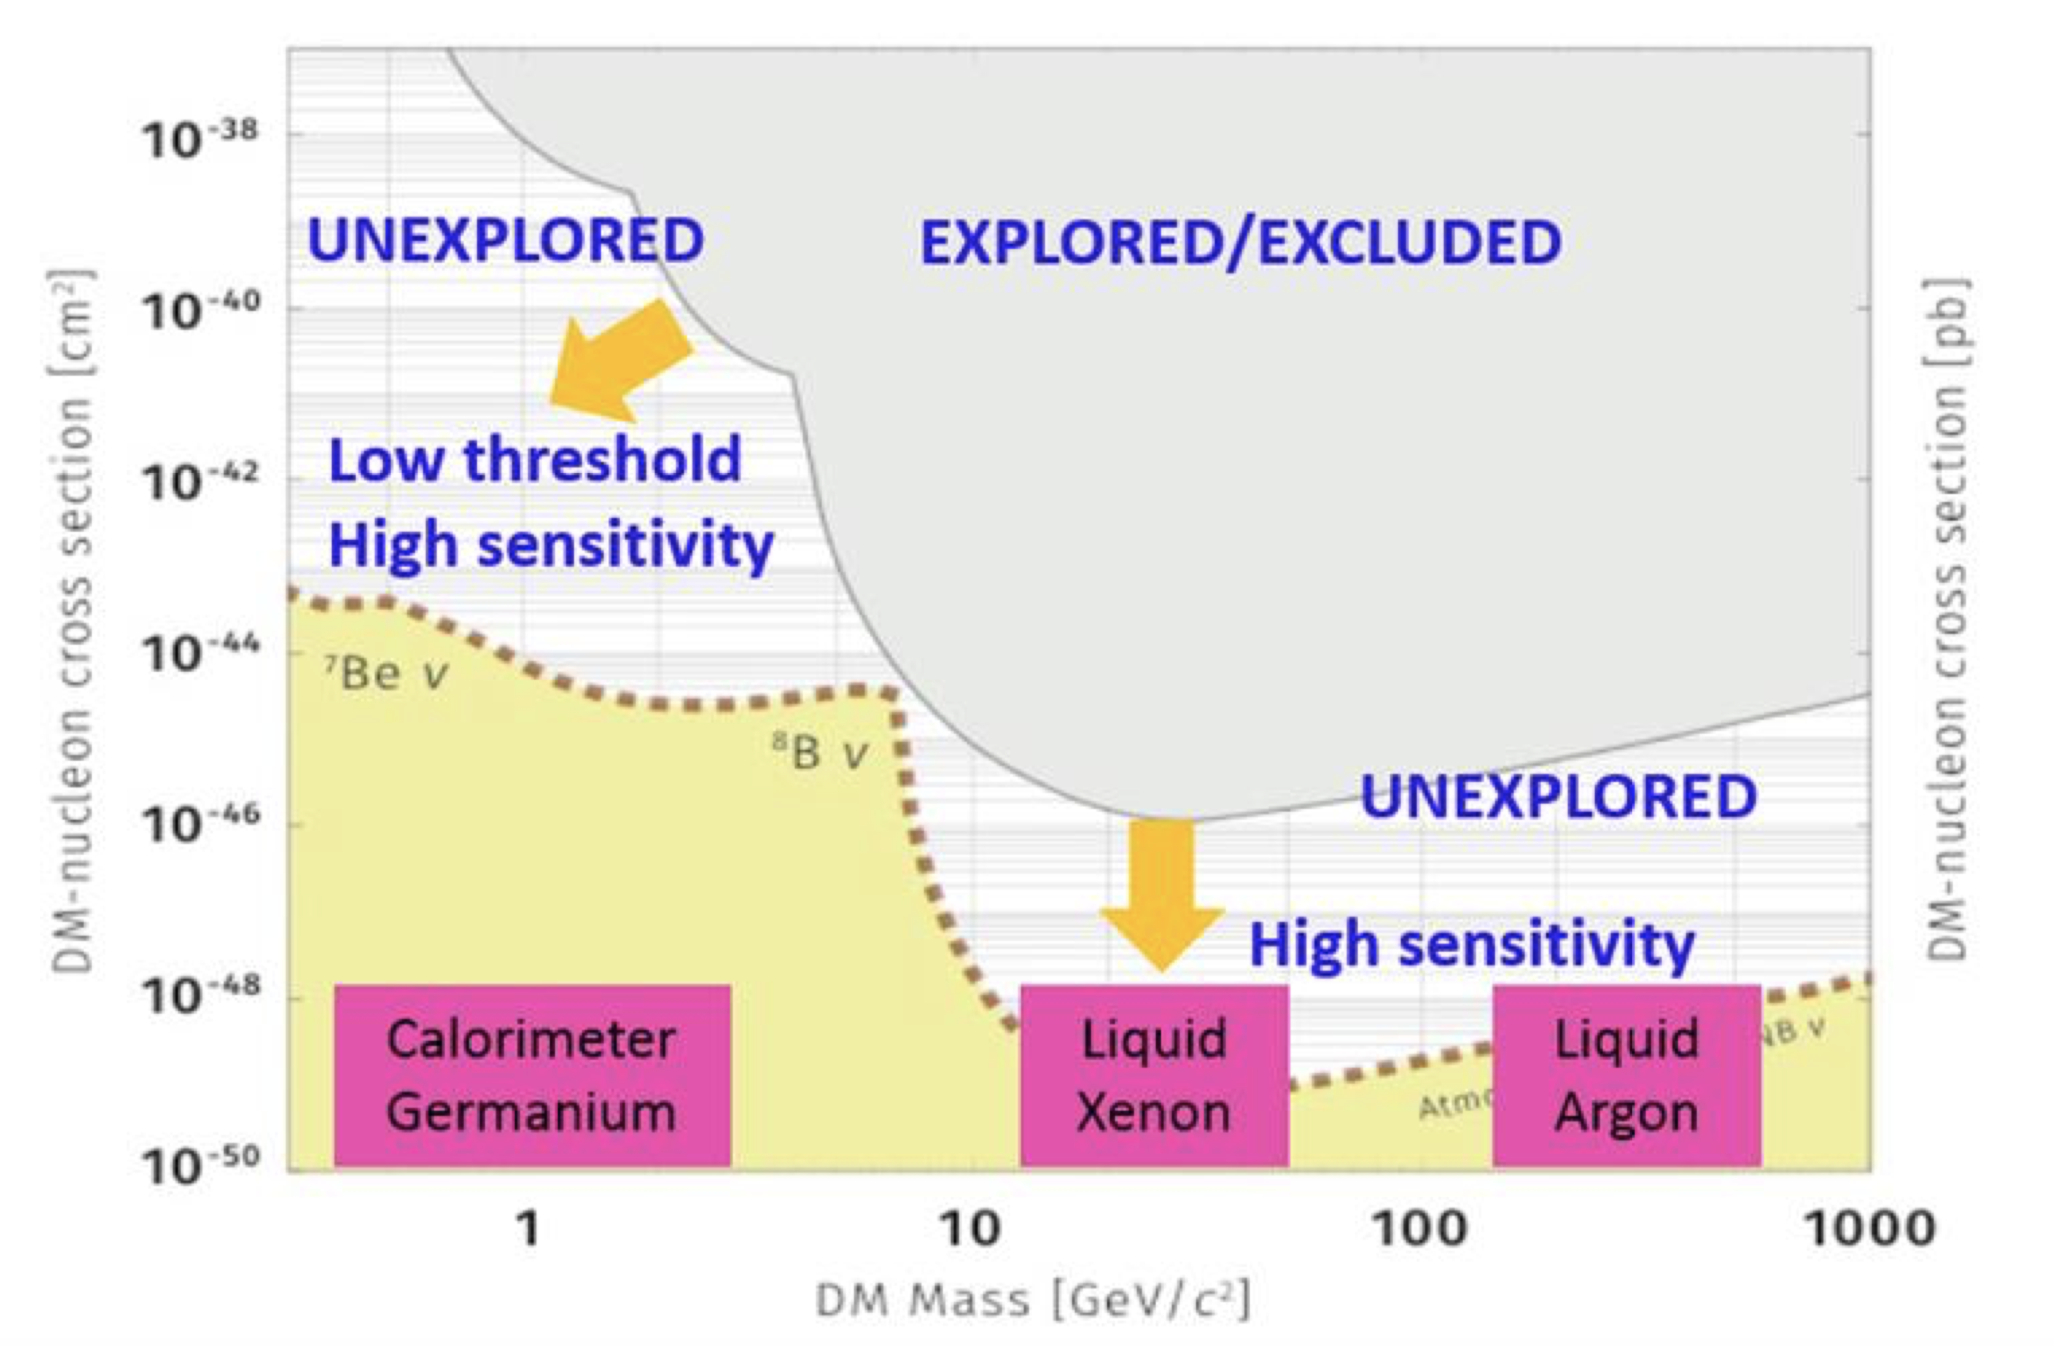 10-38
10-40
10-42
10-44
10-46
10-48
10-50
DM-nucleon cross section [cm2]
DM-nucleon cross section [pb]
UNEXPLORED
EXPLORED/EXCLUDED
Low threshold
High sensitivity
7Be ν
8B ν
UNEXPLORED
High sensitivity
Calorimeter
Germanium
Liquid
Xenon
Liquid
Argon
NB ν
1
10
100
1000
DM Mass [GeV/c2]